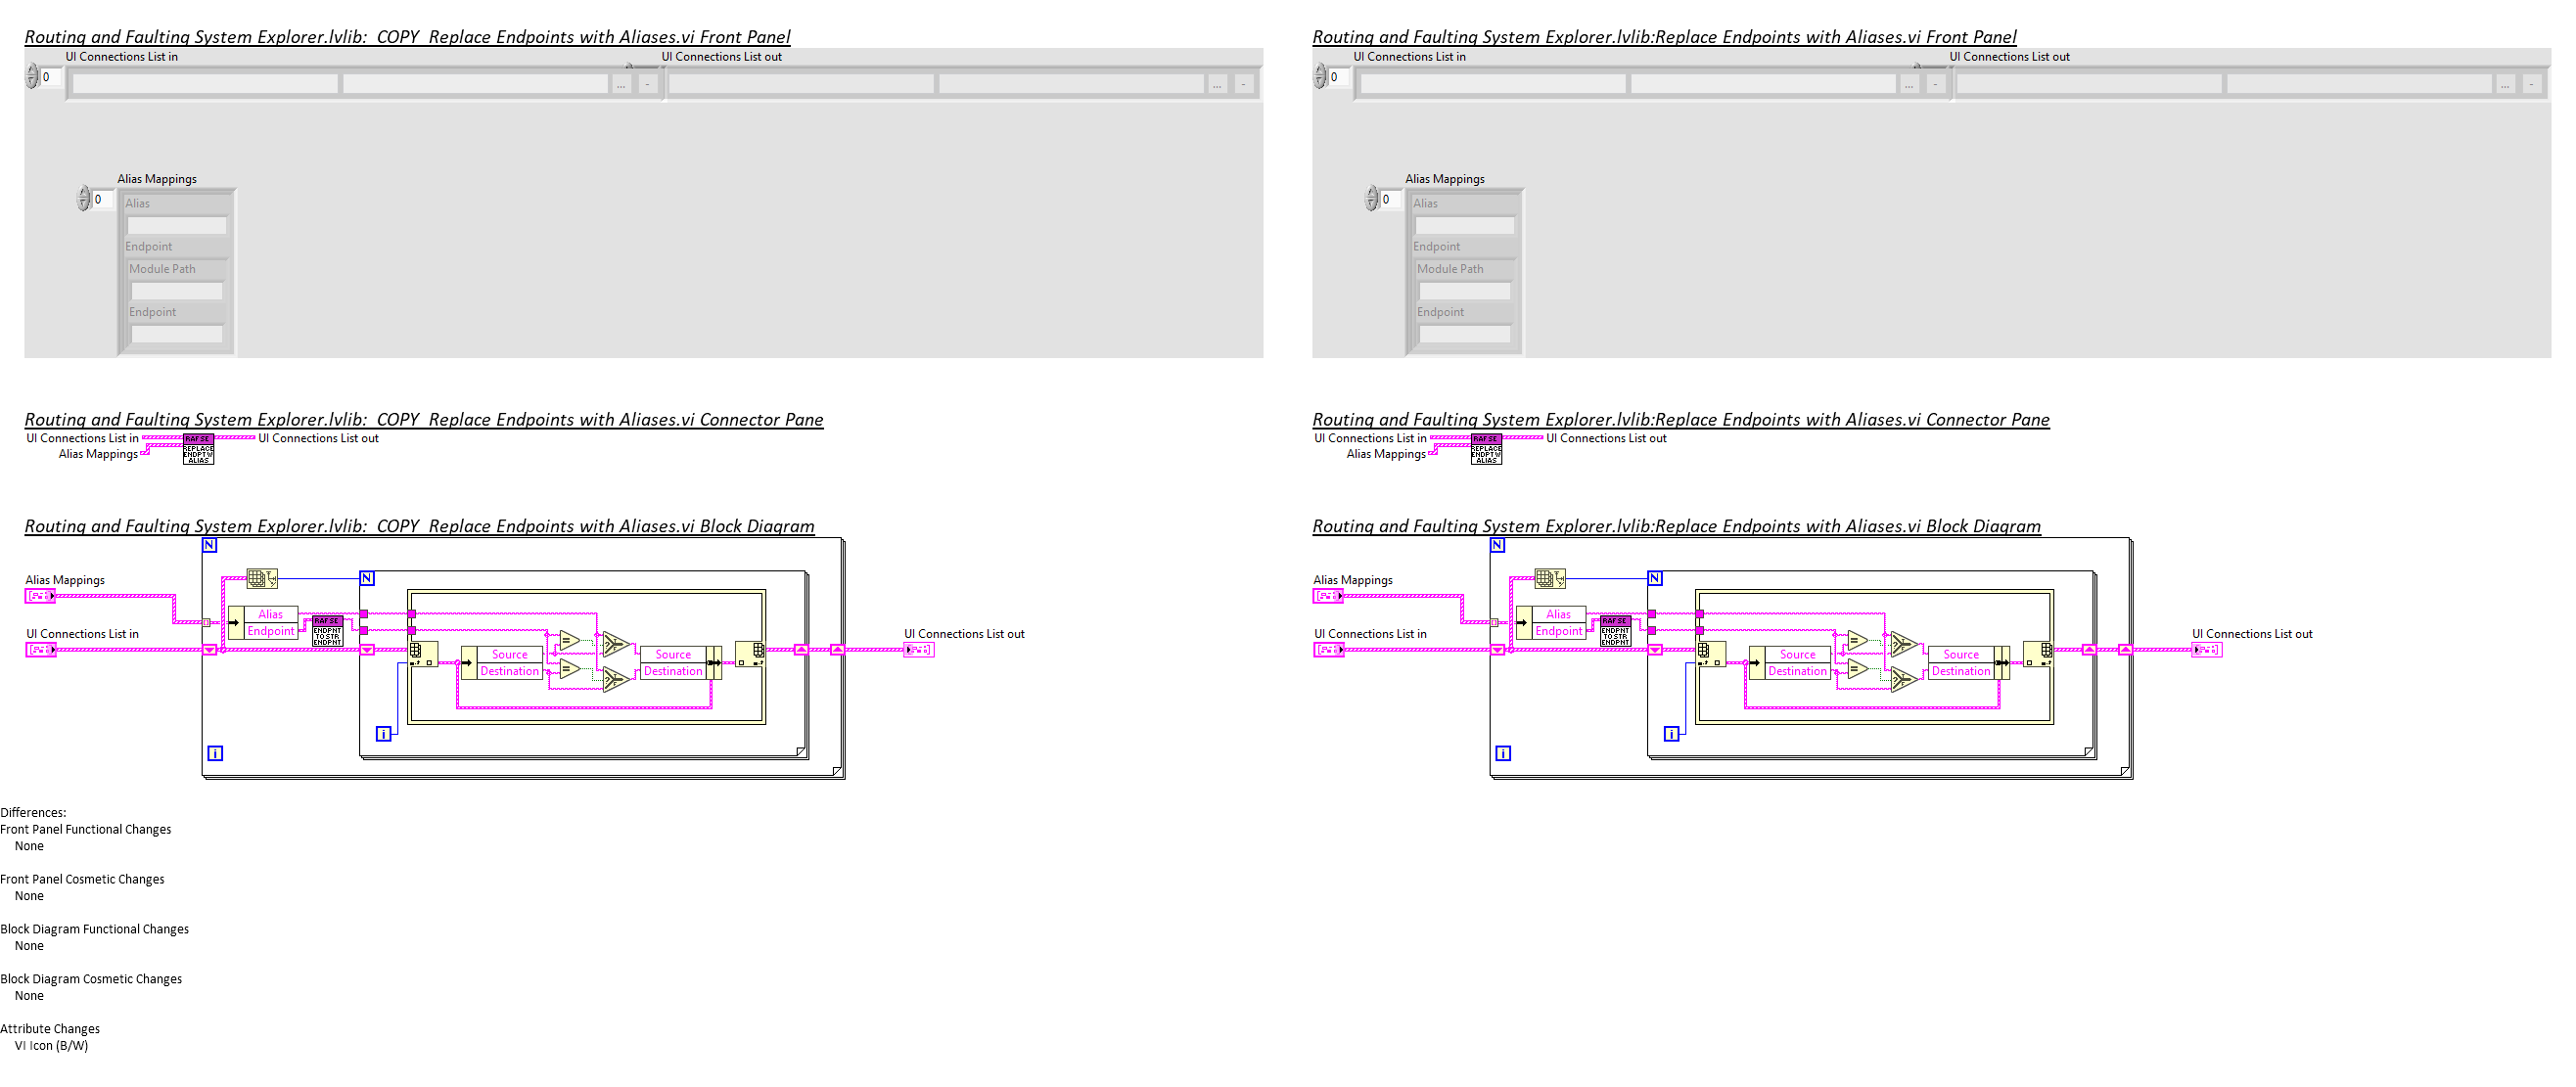 Routing and Faulting System Explorer.lvlib:  COPY  Replace Endpoints with Aliases.vi Front Panel
UI Connections List in
UI Connections List out
0
...
-
...
-
Alias Mappings
0
Alias
Endpoint
Module Path
Endpoint
Routing and Faulting System Explorer.lvlib:  COPY  Replace Endpoints with Aliases.vi Connector Pane
UI Connections List in
Alias Mappings
RAF SE
REPLACE
ENDPT W
ALIAS
UI Connections List out
Routing and Faulting System Explorer.lvlib:  COPY  Replace Endpoints with Aliases.vi Block Diagram
N
Alias Mappings
N
Alias
Endpoint
RAF SE
ENDPNT
TO STR
ENDPNT
UI Connections List in
Source
Destination
=
=
Source
Destination
UI Connections List out
i
i
Differences:
Front Panel Functional Changes
None
Front Panel Cosmetic Changes
None
Block Diagram Functional Changes
None
Block Diagram Cosmetic Changes
None
Attribute Changes
VI Icon (B/W)
Routing and Faulting System Explorer.lvlib:Replace Endpoints with Aliases.vi Front Panel
UI Connections List in
UI Connections List out
0
...
-
...
-
Alias Mappings
0
Alias
Endpoint
Module Path
Endpoint
Routing and Faulting System Explorer.lvlib:Replace Endpoints with Aliases.vi Connector Pane
UI Connections List in
Alias Mappings
RAF SE
REPLACE
ENDPT W
ALIAS
UI Connections List out
Routing and Faulting System Explorer.lvlib:Replace Endpoints with Aliases.vi Block Diagram
N
Alias Mappings
N
Alias
Endpoint
RAF SE
ENDPNT
TO STR
ENDPNT
UI Connections List in
Source
Destination
=
=
Source
Destination
UI Connections List out
i
i